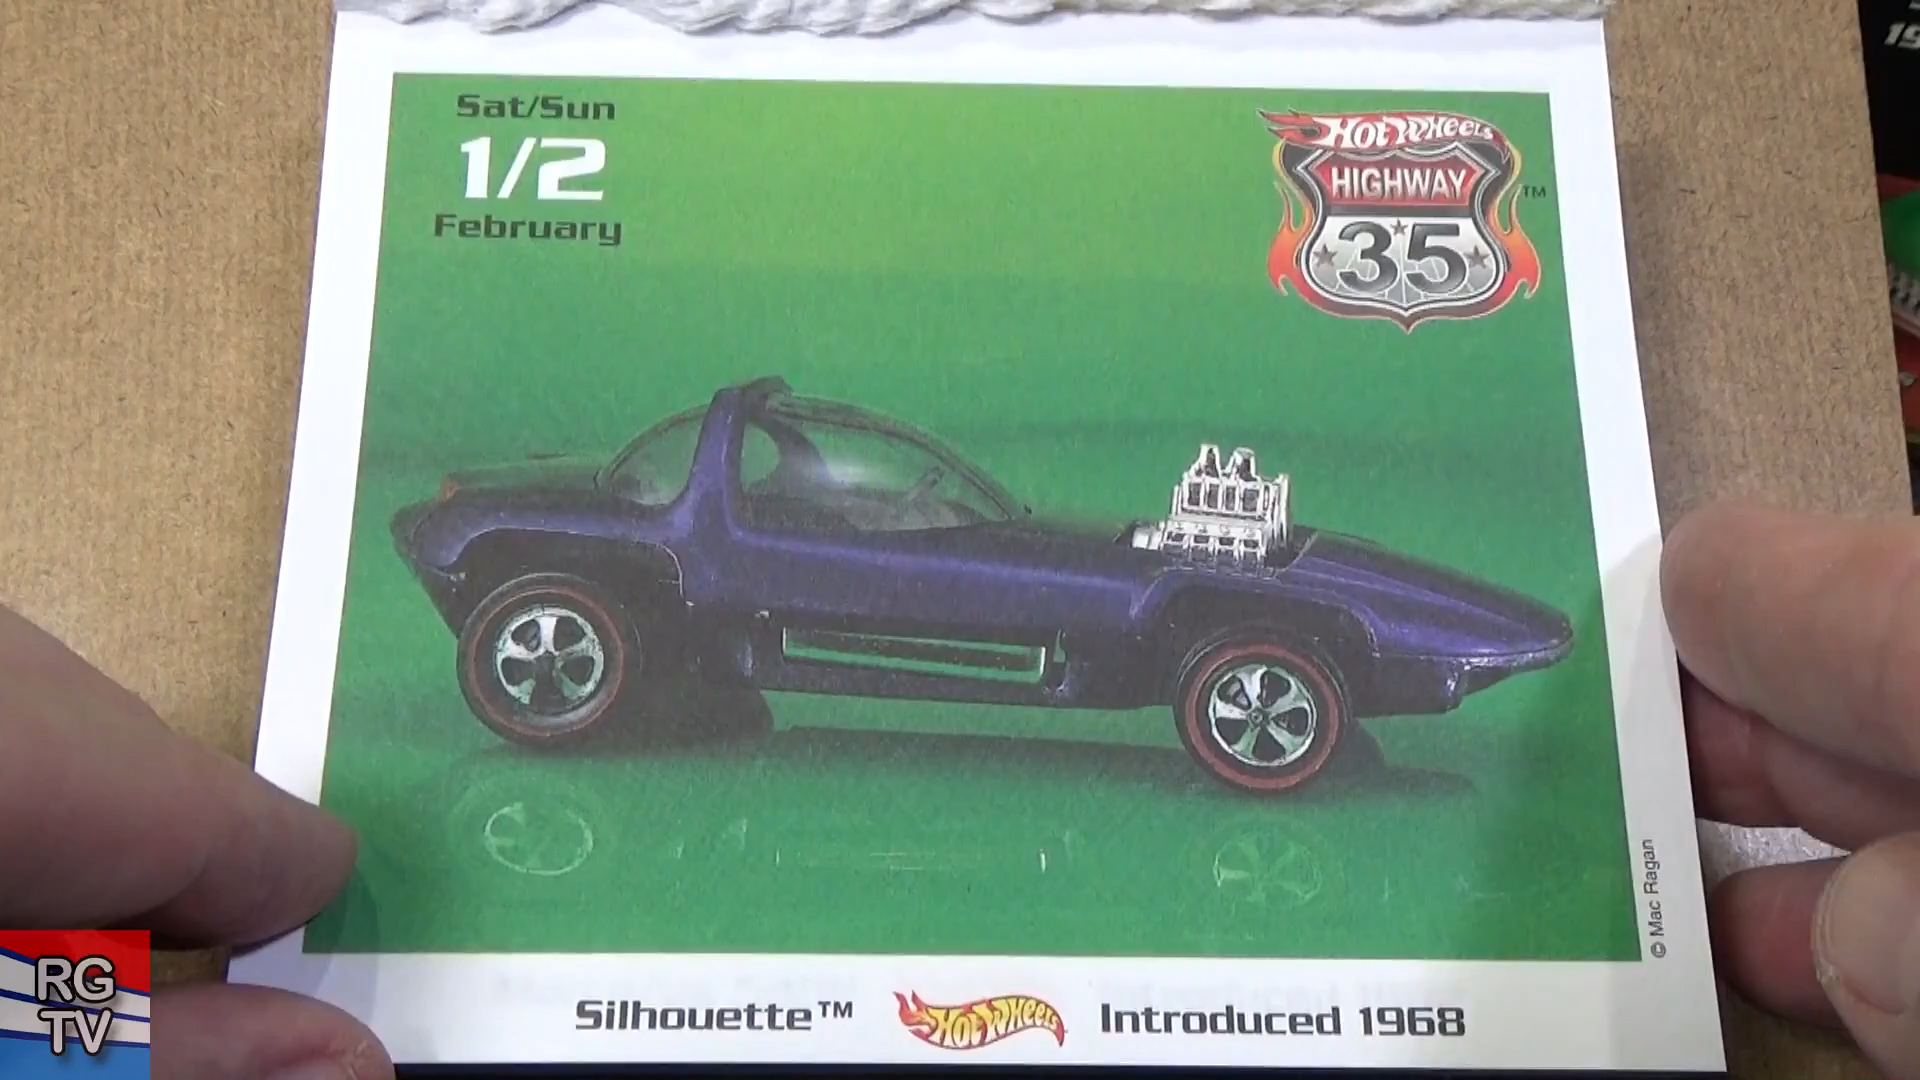 Sat/Sun
1/2
February
HOT WHEELS
HIGHWAY
35
TM
© Mac Ragan
Silhouette™
HOT WHEELS
Introduced 1968
RG
TV
19